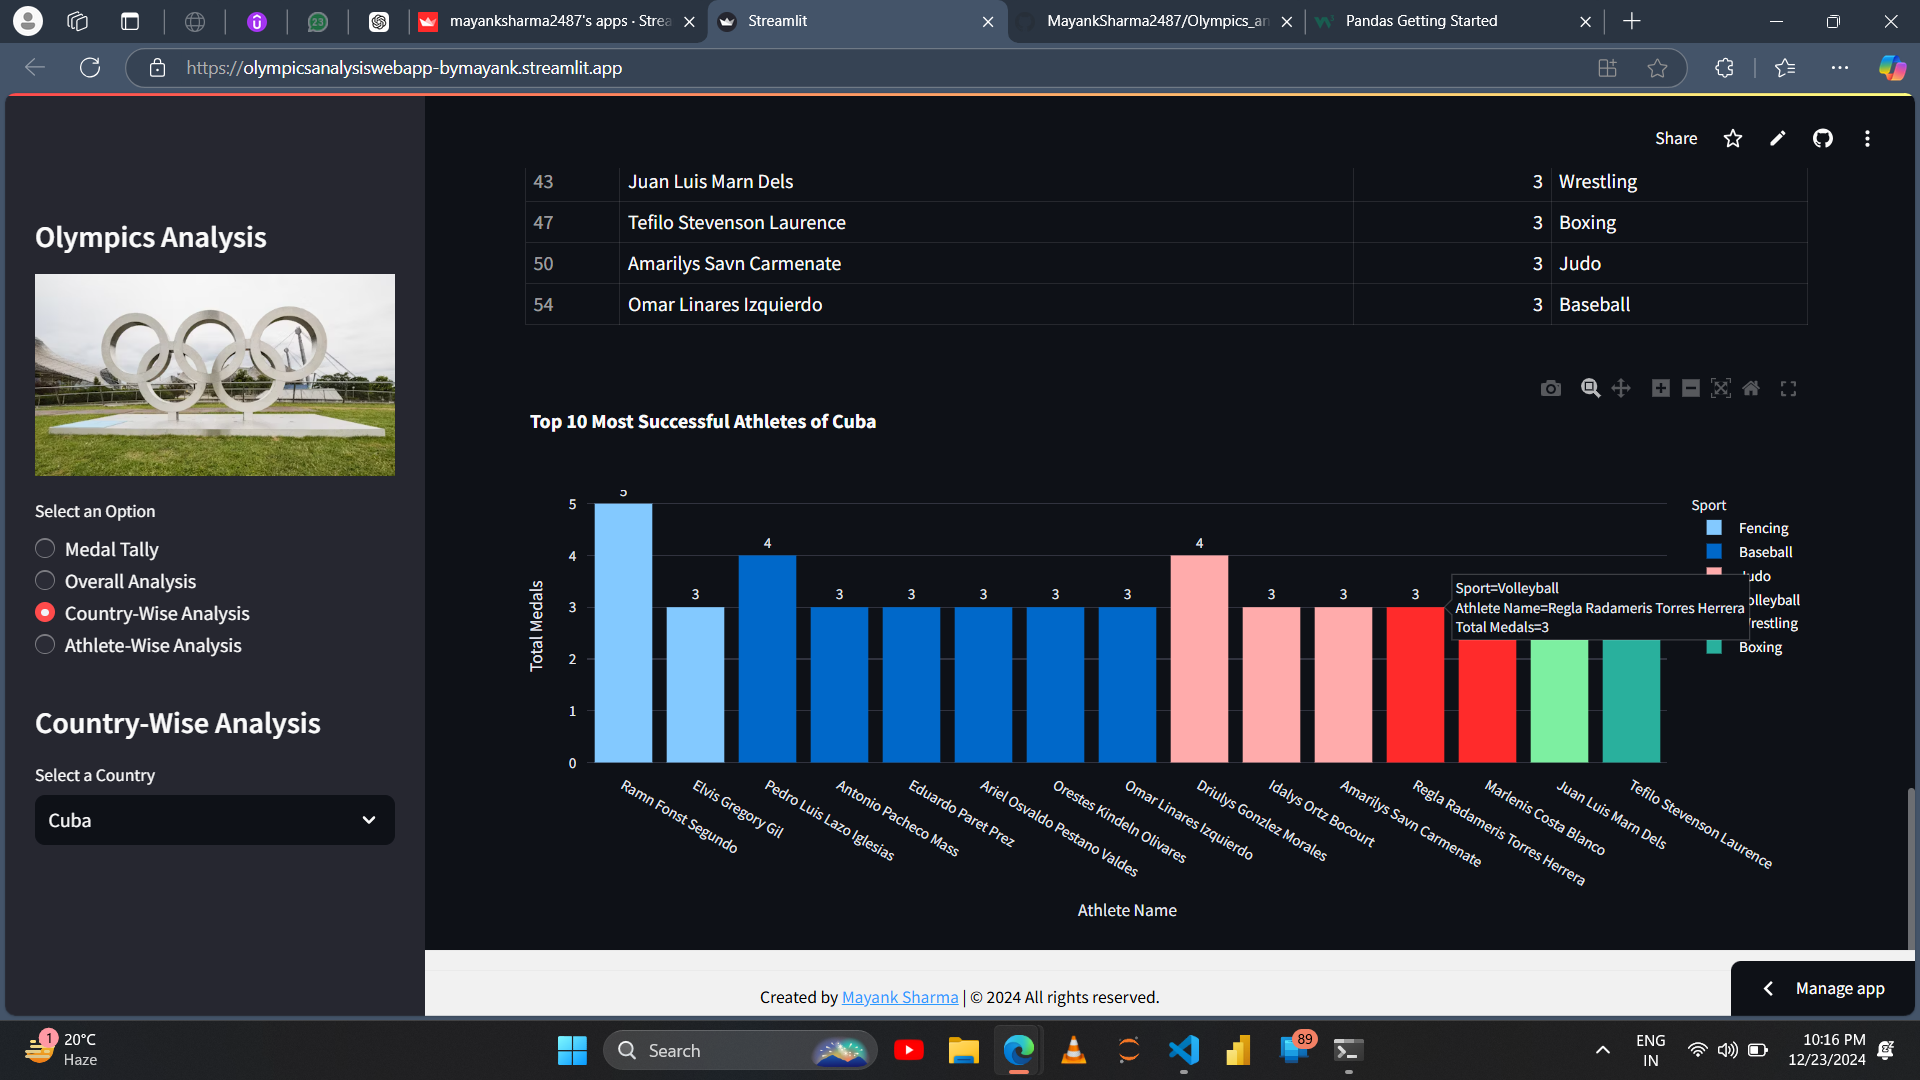 mayanksharma2487's apps · Strea
Streamlit
MayankSharma2487/Olympics_an
Pandas Getting Started
https://olympicsanalysiswebapp-bymayank.streamlit.app
Share
43 Juan Luis Marn Dels 3 Wrestling
47 Tefilo Stevenson Laurence 3 Boxing
50 Amarilys Savn Carmenate 3 Judo
54 Omar Linares Izquierdo 3 Baseball
Olympics Analysis
Select an Option
Medal Tally
Overall Analysis
Country-Wise Analysis
Athlete-Wise Analysis
Country-Wise Analysis
Select a Country
Cuba
Top 10 Most Successful Athletes of Cuba
Total Medals
5
4
3
2
1
0
5 3 4 3 3 3 3 3 4 3 3 3
Sport
Fencing
Baseball
Judo
Volleyball
Wrestling
Boxing
Sport=Volleyball
Athlete Name=Regla Radameris Torres Herrera
Total Medals=3
Ramn Fonst Segundo
Elvis Gregory Gil
Pedro Luis Lazo Iglesias
Antonio Pacheco Mass
Eduardo Paret Prez
Ariel Osvaldo Pestano Valdes
Orestes Kindeln Olivares
Omar Linares Izquierdo
Driulys Gonzlez Morales
Idalys Ortz Bocourt
Amarilys Savn Carmenate
Regla Radameris Torres Herrera
Marlenis Costa Blanco
Juan Luis Marn Dels
Tefilo Stevenson Laurence
Athlete Name
Created by Mayank Sharma | © 2024 All rights reserved.
Manage app
1
20°C
Haze
Search
89
ENG
IN
10:16 PM
12/23/2024
23